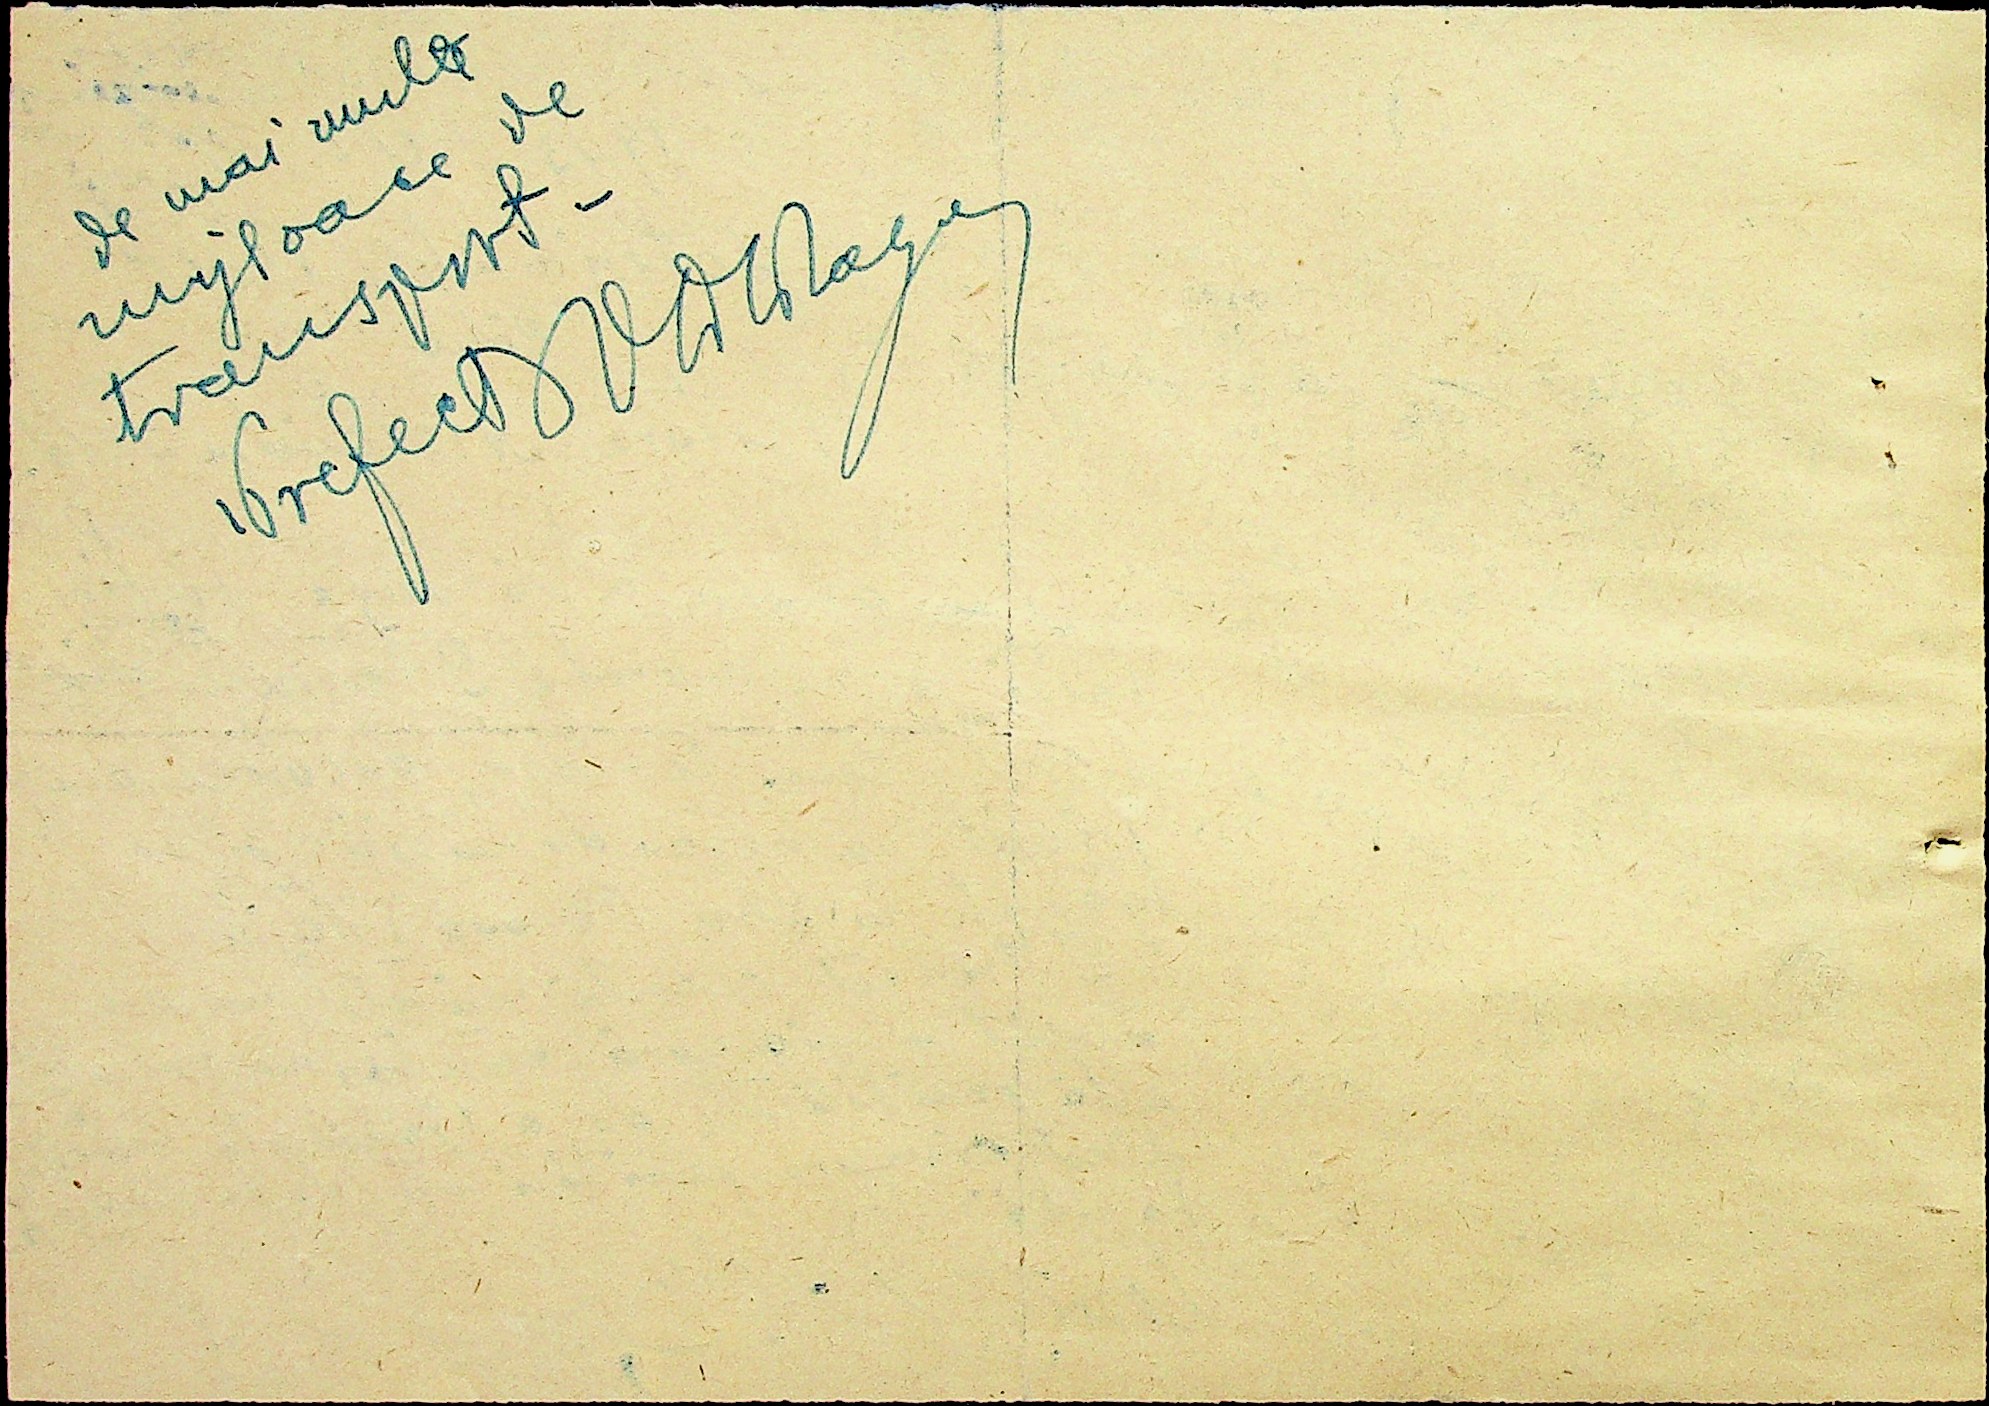 de mai multe
mijloace de
transport -
Prefect